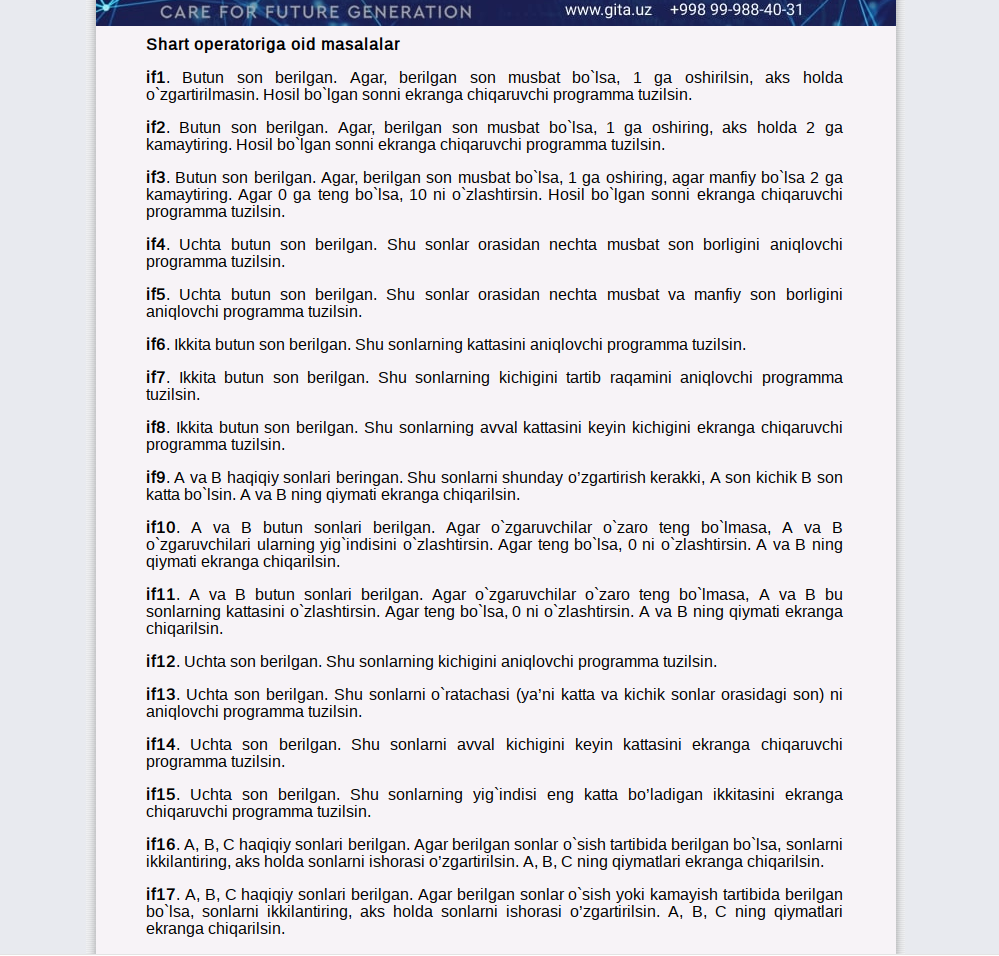 CARE FOR FUTURE GENERATION www.gita.uz +998 99-988-40-31
Shart operatoriga oid masalalar
if1. Butun son berilgan. Agar, berilgan son musbat bo`lsa, 1 ga oshirilsin, aks holda
o`zgartirilmasin. Hosil bo`lgan sonni ekranga chiqaruvchi programma tuzilsin.
if2. Butun son berilgan. Agar, berilgan son musbat bo`lsa, 1 ga oshiring, aks holda 2 ga
kamaytiring. Hosil bo`lgan sonni ekranga chiqaruvchi programma tuzilsin.
if3. Butun son berilgan. Agar, berilgan son musbat bo`lsa, 1 ga oshiring, agar manfiy bo`lsa 2 ga
kamaytiring. Agar 0 ga teng bo`lsa, 10 ni o`zlashtirsin. Hosil bo`lgan sonni ekranga chiqaruvchi
programma tuzilsin.
if4. Uchta butun son berilgan. Shu sonlar orasidan nechta musbat son borligini aniqlovchi
programma tuzilsin.
if5. Uchta butun son berilgan. Shu sonlar orasidan nechta musbat va manfiy son borligini
aniqlovchi programma tuzilsin.
if6. Ikkita butun son berilgan. Shu sonlarning kattasini aniqlovchi programma tuzilsin.
if7. Ikkita butun son berilgan. Shu sonlarning kichigini tartib raqamini aniqlovchi programma
tuzilsin.
if8. Ikkita butun son berilgan. Shu sonlarning avval kattasini keyin kichigini ekranga chiqaruvchi
programma tuzilsin.
if9. A va B haqiqiy sonlari beringan. Shu sonlarni shunday o’zgartirish kerakki, A son kichik B son
katta bo`lsin. A va B ning qiymati ekranga chiqarilsin.
if10. A va B butun sonlari berilgan. Agar o`zgaruvchilar o`zaro teng bo`lmasa, A va B
o`zgaruvchilari ularning yig`indisini o`zlashtirsin. Agar teng bo`lsa, 0 ni o`zlashtirsin. A va B ning
qiymati ekranga chiqarilsin.
if11. A va B butun sonlari berilgan. Agar o`zgaruvchilar o`zaro teng bo`lmasa, A va B bu
sonlarning kattasini o`zlashtirsin. Agar teng bo`lsa, 0 ni o`zlashtirsin. A va B ning qiymati ekranga
chiqarilsin.
if12. Uchta son berilgan. Shu sonlarning kichigini aniqlovchi programma tuzilsin.
if13. Uchta son berilgan. Shu sonlarni o`ratachasi (ya’ni katta va kichik sonlar orasidagi son) ni
aniqlovchi programma tuzilsin.
if14. Uchta son berilgan. Shu sonlarni avval kichigini keyin kattasini ekranga chiqaruvchi
programma tuzilsin.
if15. Uchta son berilgan. Shu sonlarning yig`indisi eng katta bo’ladigan ikkitasini ekranga
chiqaruvchi programma tuzilsin.
if16. A, B, C haqiqiy sonlari berilgan. Agar berilgan sonlar o`sish tartibida berilgan bo`lsa, sonlarni
ikkilantiring, aks holda sonlarni ishorasi o’zgartirilsin. A, B, C ning qiymatlari ekranga chiqarilsin.
if17. A, B, C haqiqiy sonlari berilgan. Agar berilgan sonlar o`sish yoki kamayish tartibida berilgan
bo`lsa, sonlarni ikkilantiring, aks holda sonlarni ishorasi o’zgartirilsin. A, B, C ning qiymatlari
ekranga chiqarilsin.